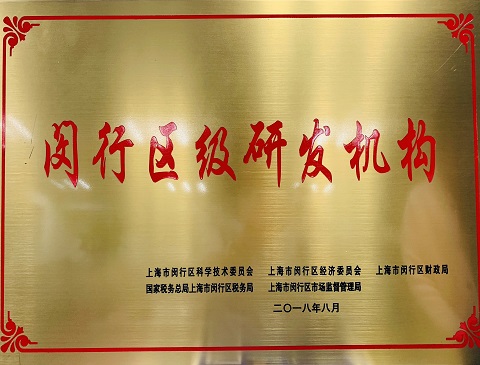 闵行区级研发机构
上海市闵行区科学技术委员会 上海市闵行区经济委员会 上海市闵行区财政局
国家税务总局上海市闵行区税务局 上海市闵行区市场监督管理局
二〇一八年八月